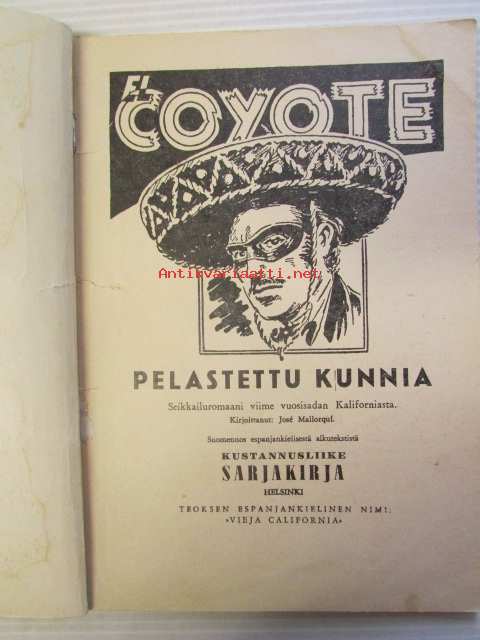 EL
COYOTE
Antikvariaatti.net
PELASTETTU KUNNIA
Seikkailuromaani viime vuosisadan Kaliforniasta.
Kirjoittanut: José Mallorquí.
Suomennos espanjankielisestä alkutekstistä
KUSTANNUSLIIKE
SARJAKIRJA
HELSINKI
TEOKSEN ESPANJANKIELINEN NIMI:
»VIEJA CALIFORNIA»